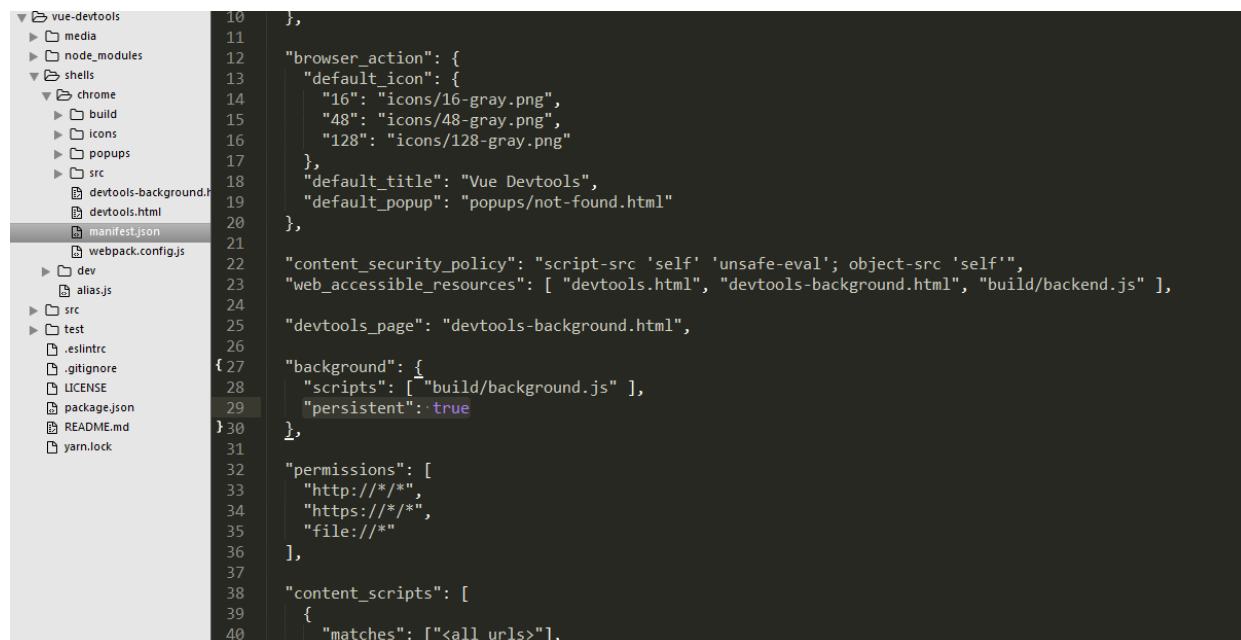 vue-devtools
media
node_modules
shells
chrome
build
icons
popups
src
devtools-background.h
devtools.html
manifest.json
webpack.config.js
dev
alias.js
src
test
.eslintrc
.gitignore
LICENSE
package.json
README.md
yarn.lock
10 },
11
12 "browser_action": {
13 "default_icon": {
14 "16": "icons/16-gray.png",
15 "48": "icons/48-gray.png",
16 "128": "icons/128-gray.png"
17 },
18 "default_title": "Vue Devtools",
19 "default_popup": "popups/not-found.html"
20 },
21
22 "content_security_policy": "script-src 'self' 'unsafe-eval'; object-src 'self'",
23 "web_accessible_resources": [ "devtools.html", "devtools-background.html", "build/backend.js" ],
24
25 "devtools_page": "devtools-background.html",
26
{ 27 "background": {
28 "scripts": [ "build/background.js" ],
29 "persistent": true
} 30 },
31
32 "permissions": [
33 "http://*/*",
34 "https://*/*",
35 "file://*"
36 ],
37
38 "content_scripts": [
39 {
40 "matches": ["<all_urls>"],